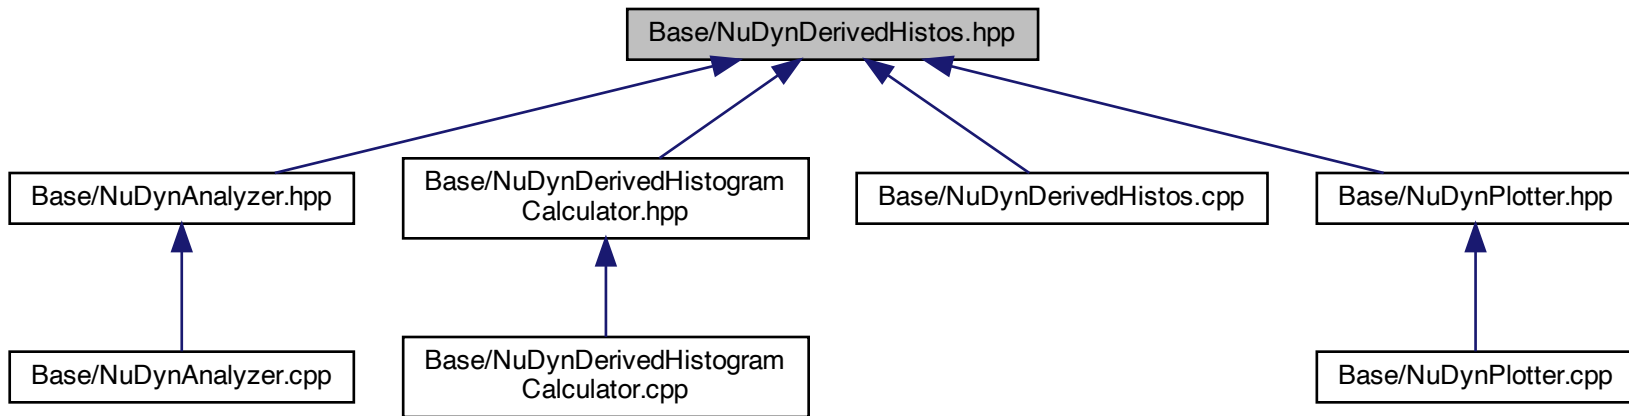 Base/NuDynDerivedHistos.hpp
Base/NuDynAnalyzer.hpp
Base/NuDynDerivedHistogram
Calculator.hpp
Base/NuDynDerivedHistos.cpp
Base/NuDynPlotter.hpp
Base/NuDynAnalyzer.cpp
Base/NuDynDerivedHistogram
Calculator.cpp
Base/NuDynPlotter.cpp